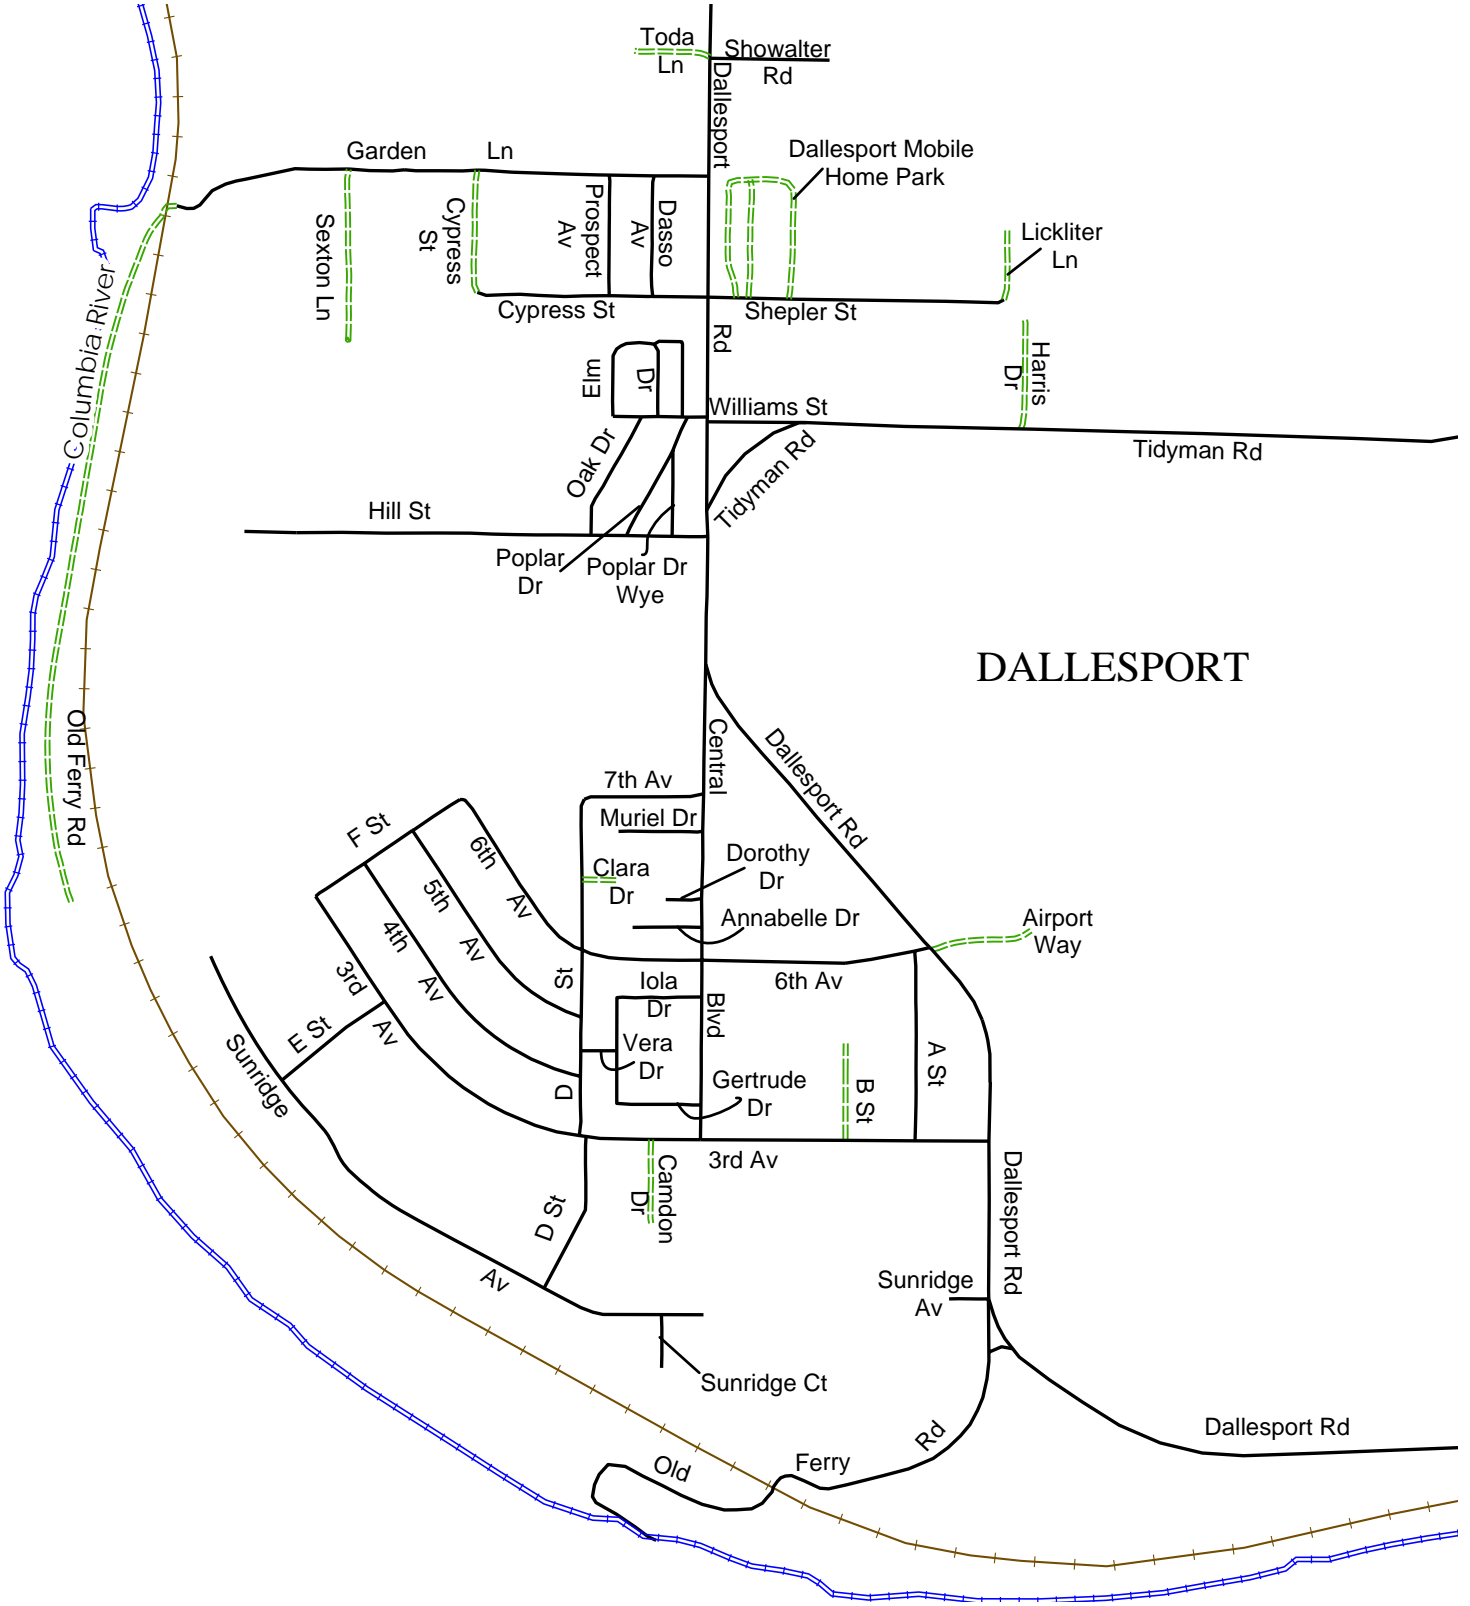 Toda
Ln
Showalter
Rd
Dallesport
Garden Ln
Dallesport Mobile
Home Park
Prospect
Av
Dasso
Av
Cypress
St
Sexton Ln
Lickliter
Ln
Columbia River
Cypress St
Shepler St
Rd
Elm
Dr
Harris
Dr
Williams St
Tidyman Rd
Oak Dr
Tidyman Rd
Hill St
Poplar
Dr
Poplar Dr
Wye
DALLESPORT
Old Ferry Rd
Central
Dallesport Rd
7th Av
Muriel Dr
F St
6th
Av
Clara
Dr
Dorothy
Dr
5th
Av
Annabelle Dr
Airport
Way
4th
Av
3rd
Av
St
Iola
Dr
6th Av
Blvd
E St
Sunridge
Vera
Dr
A St
D
Gertrude
Dr
B St
3rd Av
Camdon
Dr
Dallesport Rd
D St
Av
Sunridge
Av
Sunridge Ct
Dallesport Rd
Old
Ferry
Rd